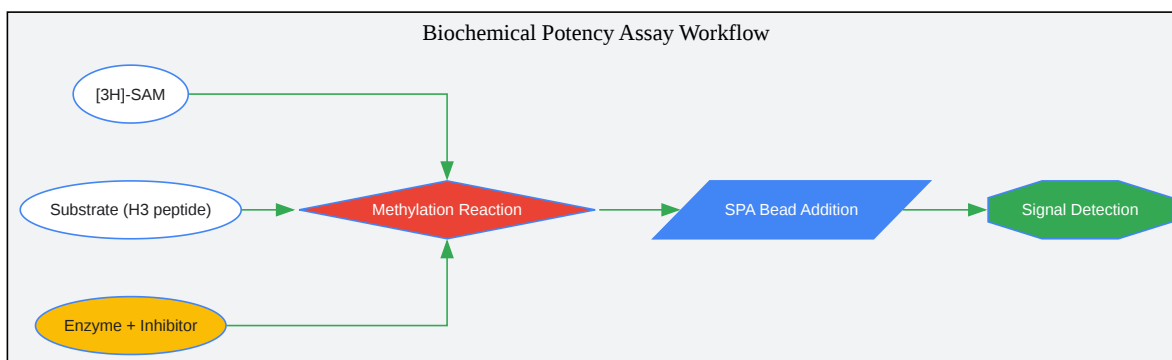 Biochemical Potency Assay Workflow
[3H]-SAM
Substrate (H3 peptide)
Methylation Reaction
SPA Bead Addition
Signal Detection
Enzyme + Inhibitor